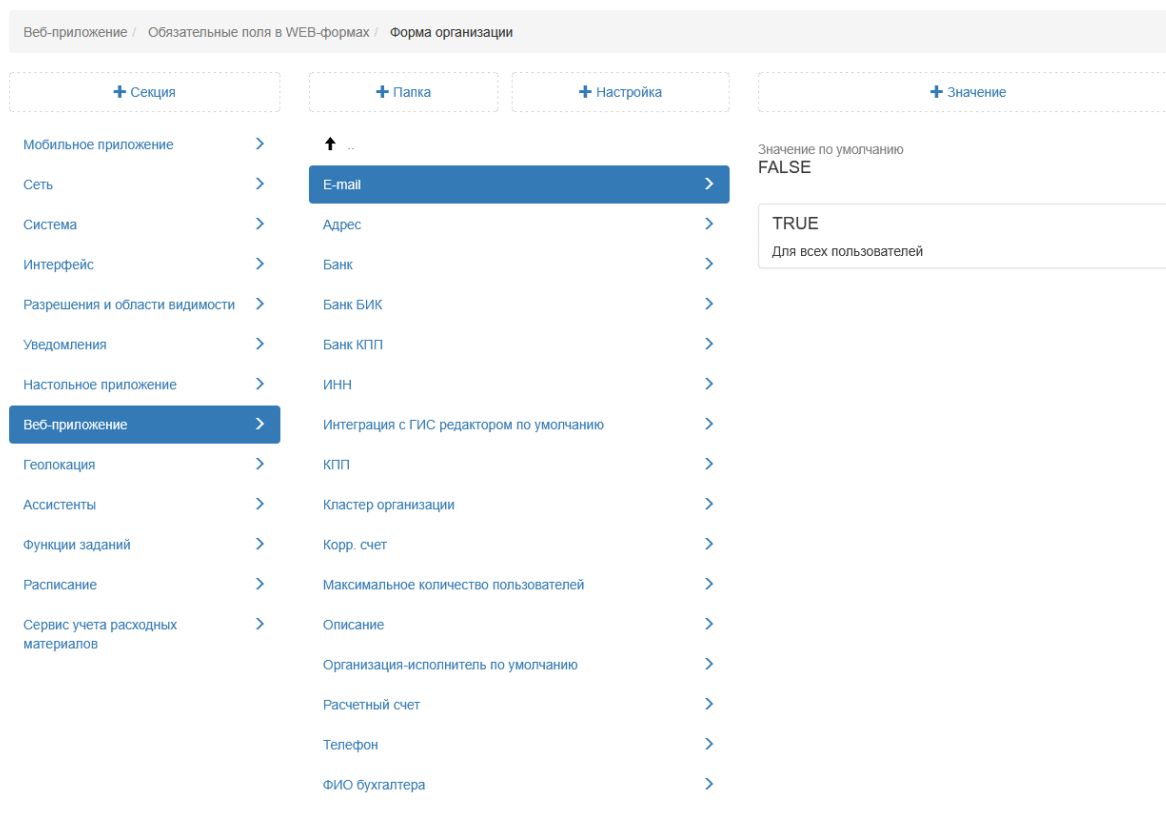 Веб-приложение / Обязательные поля в WEB-формах / Форма организации
+ Секция
Мобильное приложение
Сеть
Система
Интерфейс
Разрешения и области видимости
Уведомления
Настольное приложение
Веб-приложение
Геолокация
Ассистенты
Функции заданий
Расписание
Сервис учета расходных
материалов
+ Папка
+ Настройка
..
E-mail
Адрес
Банк
Банк БИК
Банк КПП
ИНН
Интеграция с ГИС редактором по умолчанию
КПП
Кластер организации
Корр. счет
Максимальное количество пользователей
Описание
Организация-исполнитель по умолчанию
Расчетный счет
Телефон
ФИО бухгалтера
+ Значение
Значение по умолчанию
FALSE
TRUE
Для всех пользователей